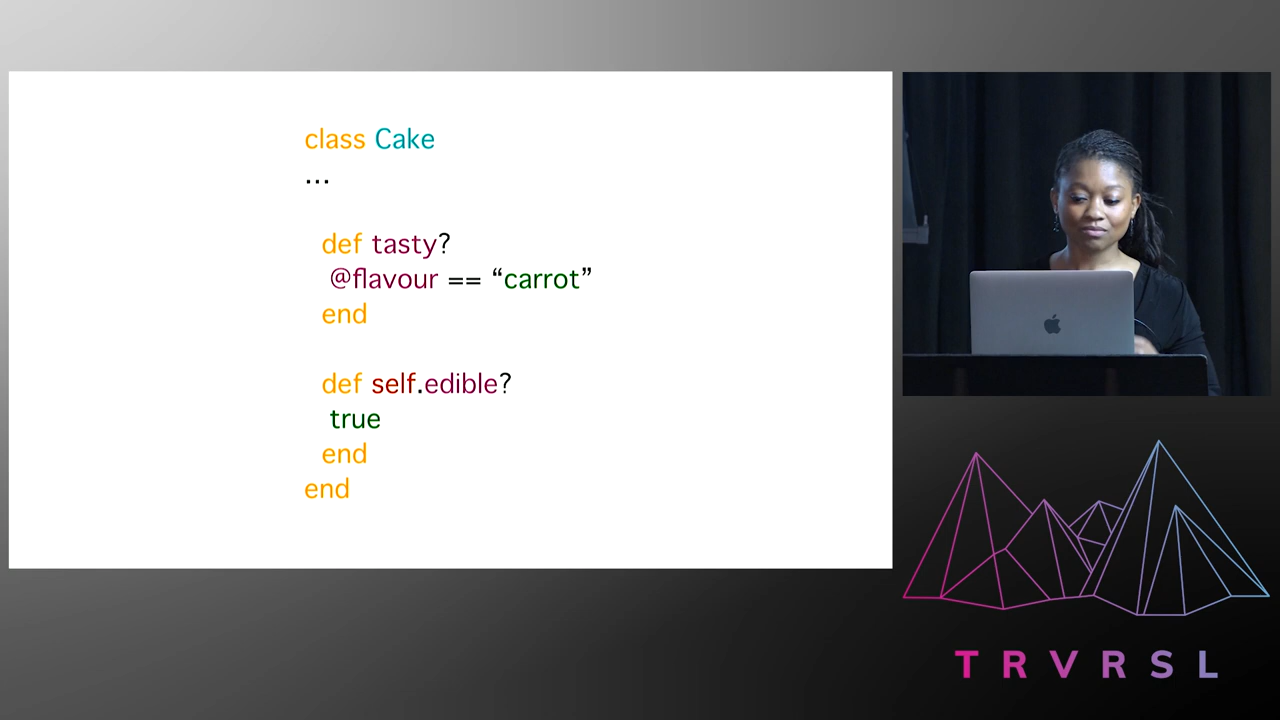 class Cake
...
def tasty?
@flavour == “carrot”
end
def self.edible?
true
end
end
TRVRSL